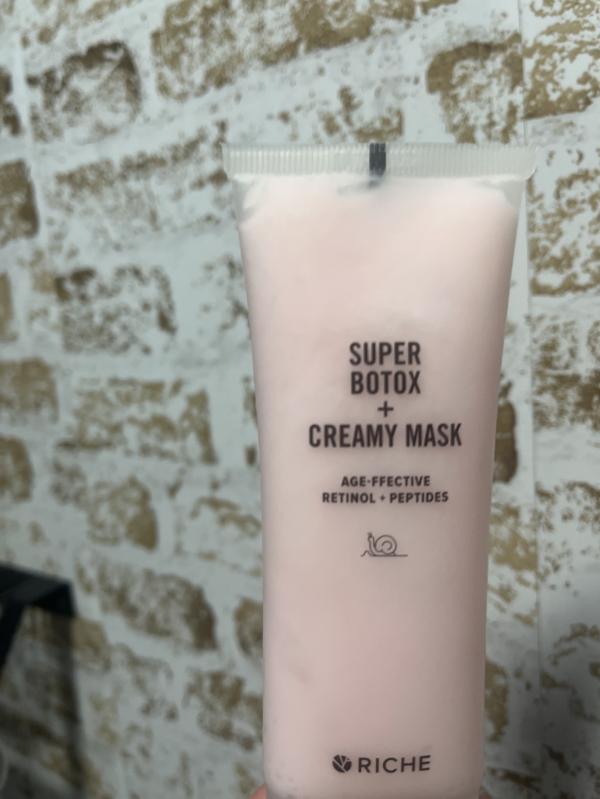 SUPER
BOTOX
+
CREAMY MASK
AGE-FFECTIVE
RETINOL + PEPTIDES
RICHE